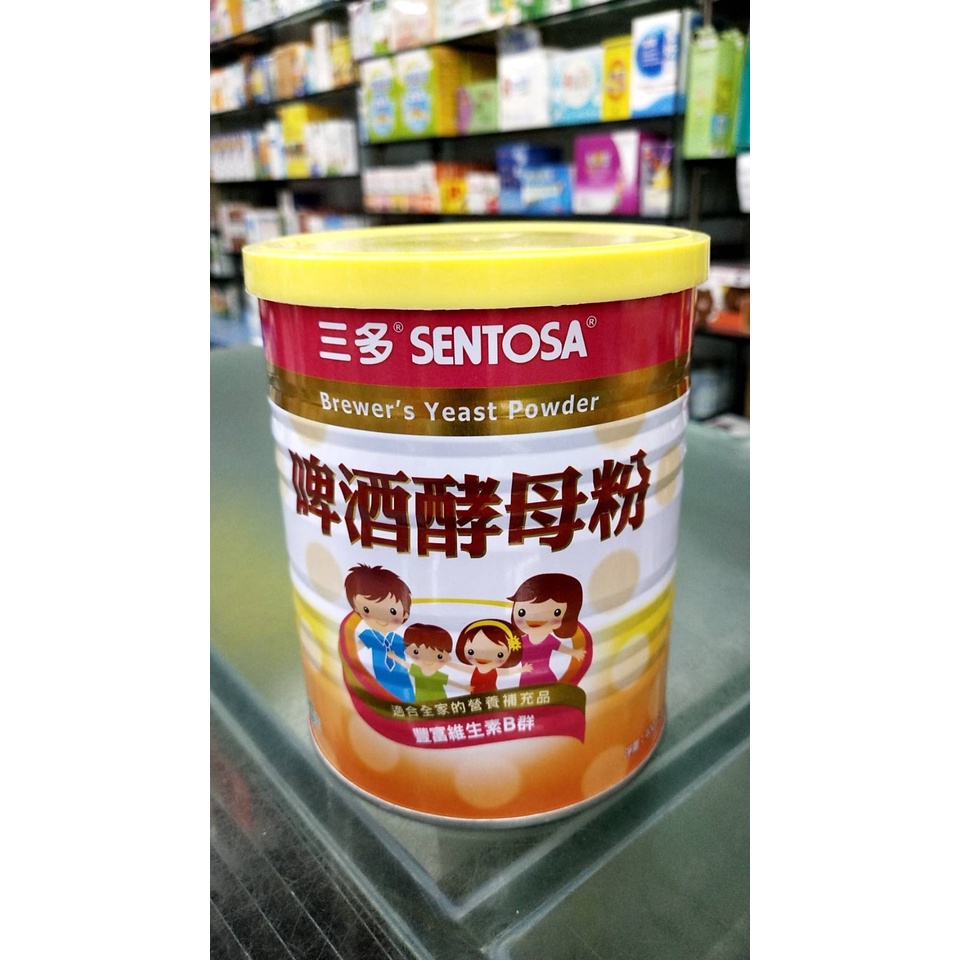 三多® SENTOSA®
Brewer's Yeast Powder
啤酒酵母粉
適合全家的營養補充品
豐富維生素B群